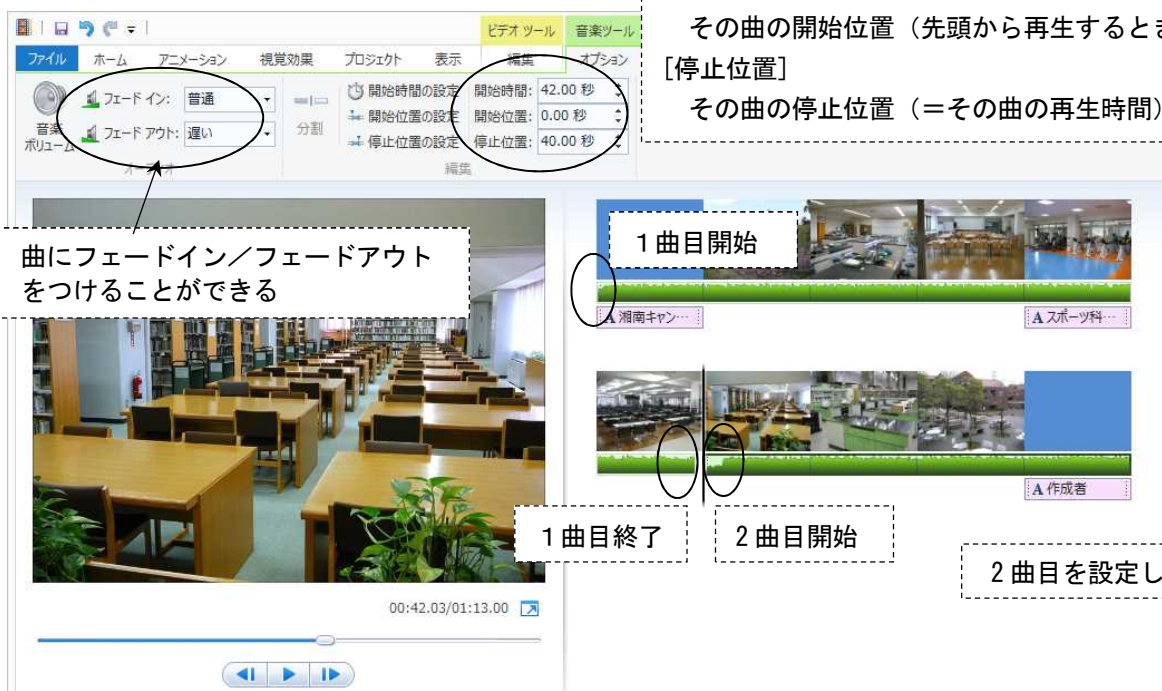 その曲の開始位置（先頭から再生するとき
［停止位置］
その曲の停止位置（＝その曲の再生時間）
ビデオ ツール 音楽ツール
ファイル ホーム アニメーション 視覚効果 プロジェクト 表示 編集 オプション
音楽ボリューム
フェード イン: 普通
フェード アウト: 遅い
オーディオ
分割
開始時間の設定 開始時間: 42.00 秒
開始位置の設定 開始位置: 0.00 秒
停止位置の設定 停止位置: 40.00 秒
編集
曲にフェードイン／フェードアウト
をつけることができる
１曲目開始
A 湘南キャン…
A スポーツ科…
A 作成者
１曲目終了
２曲目開始
２曲目を設定し
00:42.03/01:13.00